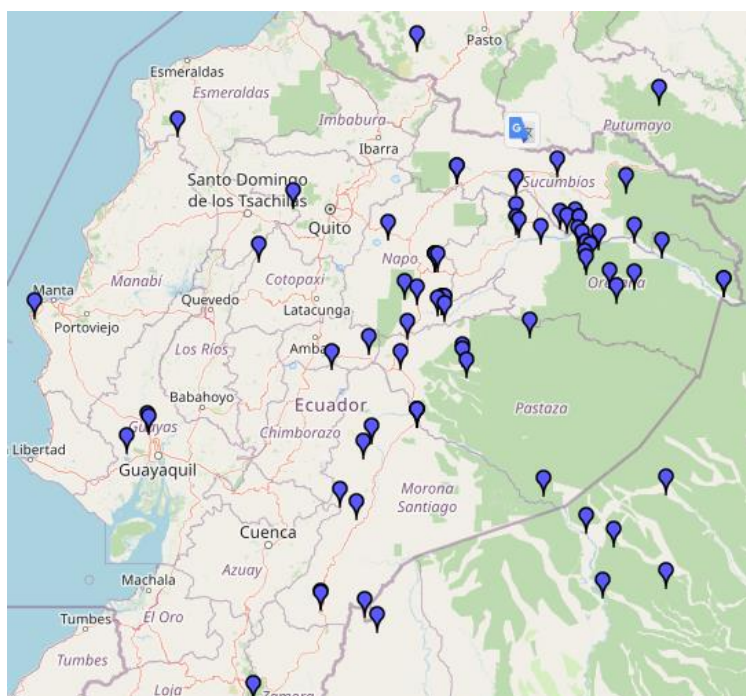 Pasto
Esmeraldas
Esmeraldas
Putumayo
Imbabura
G
Ibarra
Santo Domingo
de los Tsáchilas
Sucumbíos
Quito
Napo
Manabí
Cotopaxi
Orellana
Manta
Quevedo
Latacunga
Portoviejo
Los Ríos
Amba
Pastaza
Babahoyo
Ecuador
Guayas
Chimborazo
Libertad
Guayaquil
Morona
Santiago
Cuenca
Azuay
Machala
El Oro
Tumbes
Tumbes
Loja
Zamora